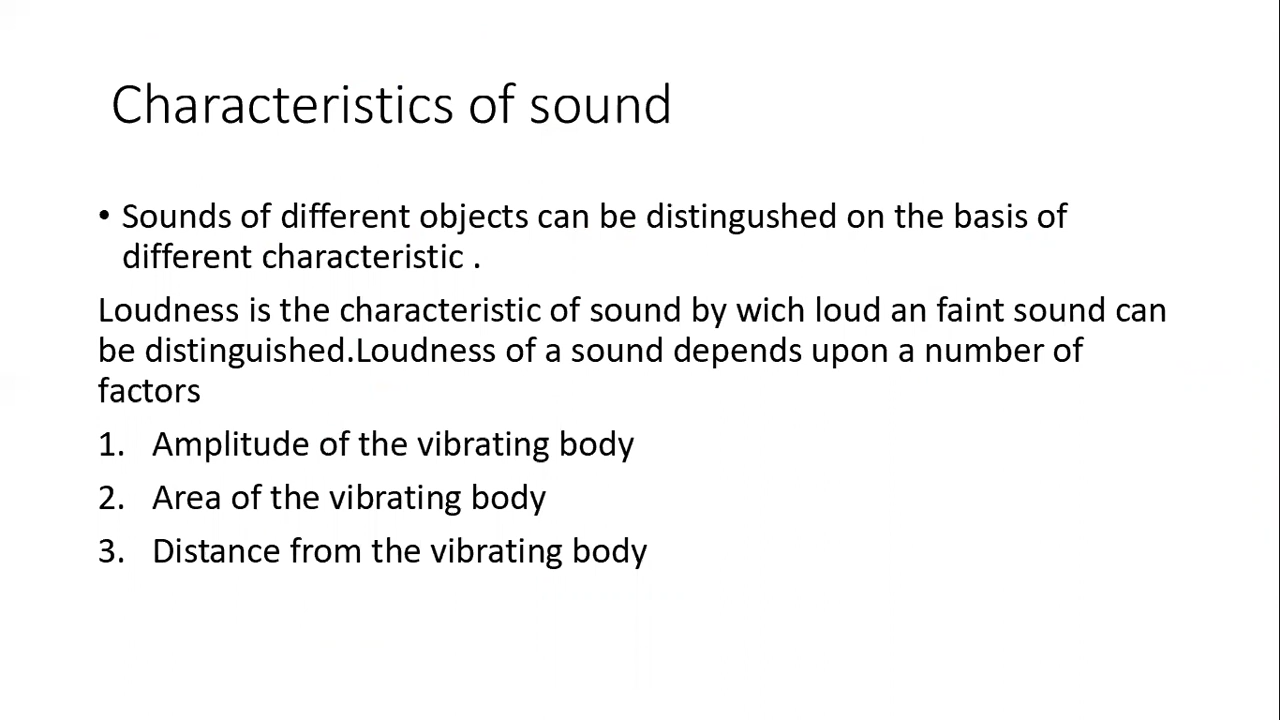 Characteristics of sound
• Sounds of different objects can be distingushed on the basis of
different characteristic .
Loudness is the characteristic of sound by wich loud an faint sound can
be distinguished.Loudness of a sound depends upon a number of
factors
1. Amplitude of the vibrating body
2. Area of the vibrating body
3. Distance from the vibrating body